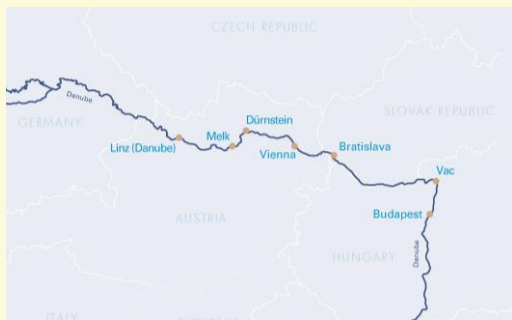 CZECH REPUBLIC
Danube
SLOVAK REPUBLIC
GERMANY
Dürnstein
Melk
Linz (Danube)
Vienna
Bratislava
Vac
AUSTRIA
Budapest
HUNGARY
Danube
ITALY